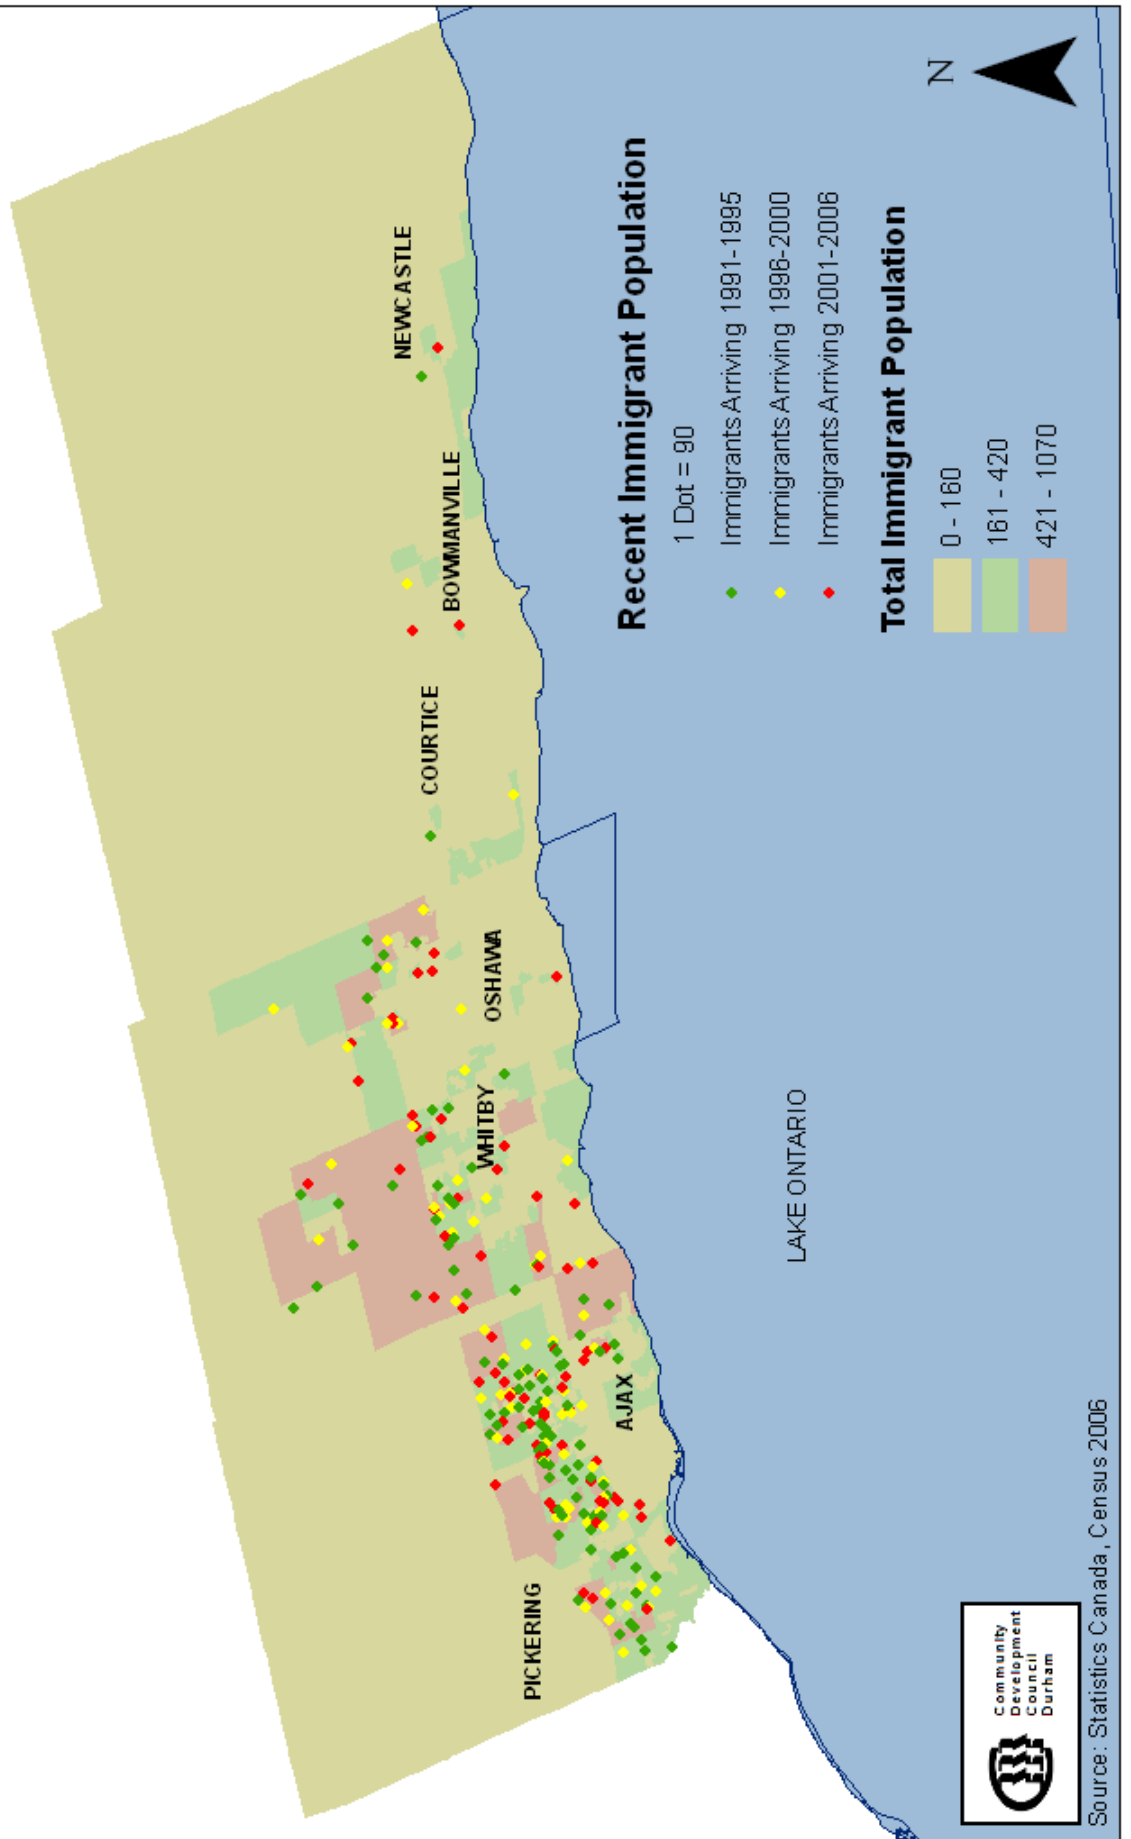 NEWCASTLE
BOWMANVILLE
COURTICE
OSHAWA
WHITBY
AJAX
PICKERING
LAKE ONTARIO
N
Recent Immigrant Population
1 Dot = 90
Immigrants Arriving 1991-1995
Immigrants Arriving 1996-2000
Immigrants Arriving 2001-2006
Total Immigrant Population
0 - 160
161 - 420
421 - 1070
Community
Development
Council
Durham
Source: Statistics Canada, Census 2006